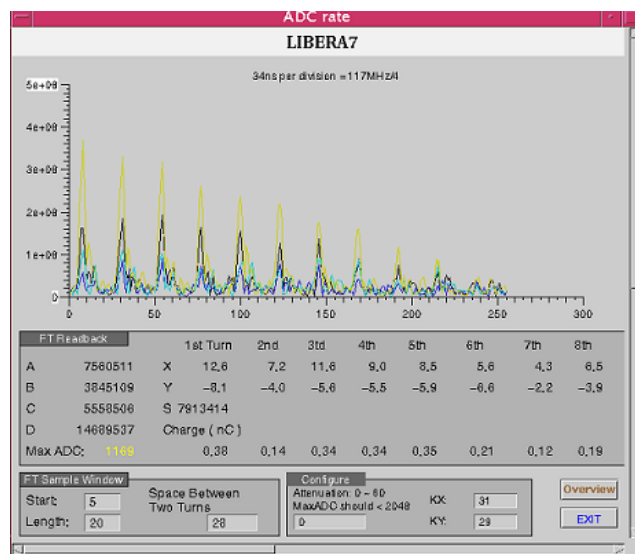 ADC rate
LIBERA7
34ns per division = 117MHz/4
5e+08
4e+08
3e+08
2e+08
1e+08
0
0 50 100 150 200 250 300
FT Readback
1st Turn 2nd 3td 4th 5th 6th 7th 8th
A 7560511 X 12,6 7,2 11,6 9,0 8,5 5,6 4,3 6,5
B 3845109 Y -8,1 -4,0 -5,6 -5,5 -5,9 -6,6 -2,2 -3,9
C 5558506 S 7913414
D 14689537 Charge ( nC )
Max ADC: 1169 0,38 0,14 0,34 0,34 0,35 0,21 0,12 0,19
FT Sample Window
Start: 5
Length: 20
Space Between
Two Turns
28
Configure
Attenuation: 0 - 60
MaxADC should < 2048
0
KX: 31
KY: 29
Overview
EXIT